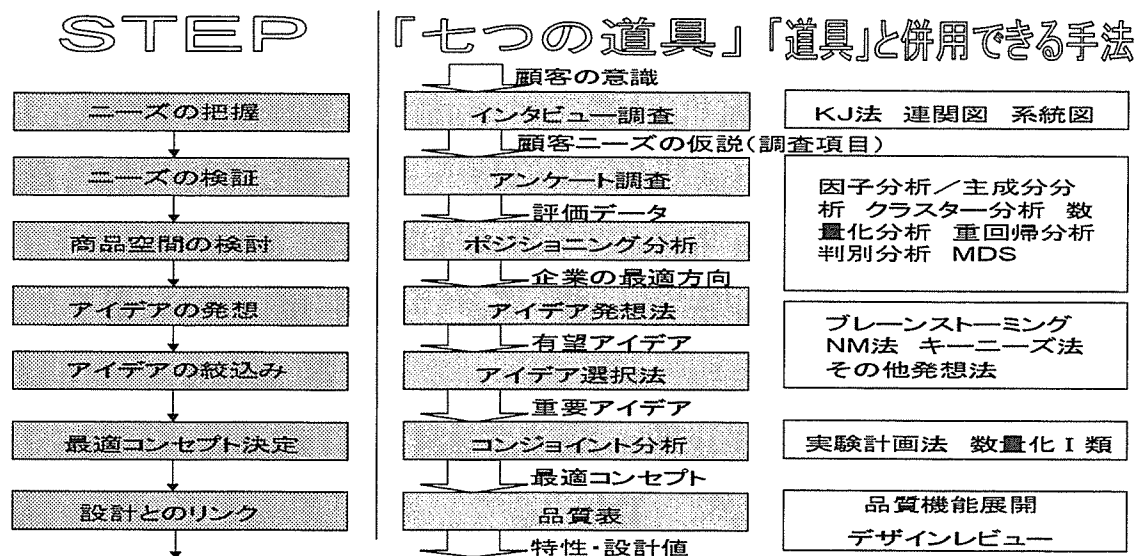 STEP
「七つの道具」
「道具」と併用できる手法
顧客の意識
ニーズの把握
インタビュー調査
KJ法 連関図 系統図
顧客ニーズの仮説(調査項目)
ニーズの検証
アンケート調査
因子分析／主成分分
析 クラスター分析 数
量化分析 重回帰分析
判別分析 MDS
評価データ
商品空間の検討
ポジショニング分析
企業の最適方向
アイデアの発想
アイデア発想法
ブレーンストーミング
NM法 キーニーズ法
その他発想法
有望アイデア
アイデアの絞込み
アイデア選択法
重要アイデア
最適コンセプト決定
コンジョイント分析
実験計画法 数量化Ⅰ類
最適コンセプト
設計とのリンク
品質表
品質機能展開
デザインレビュー
特性・設計値